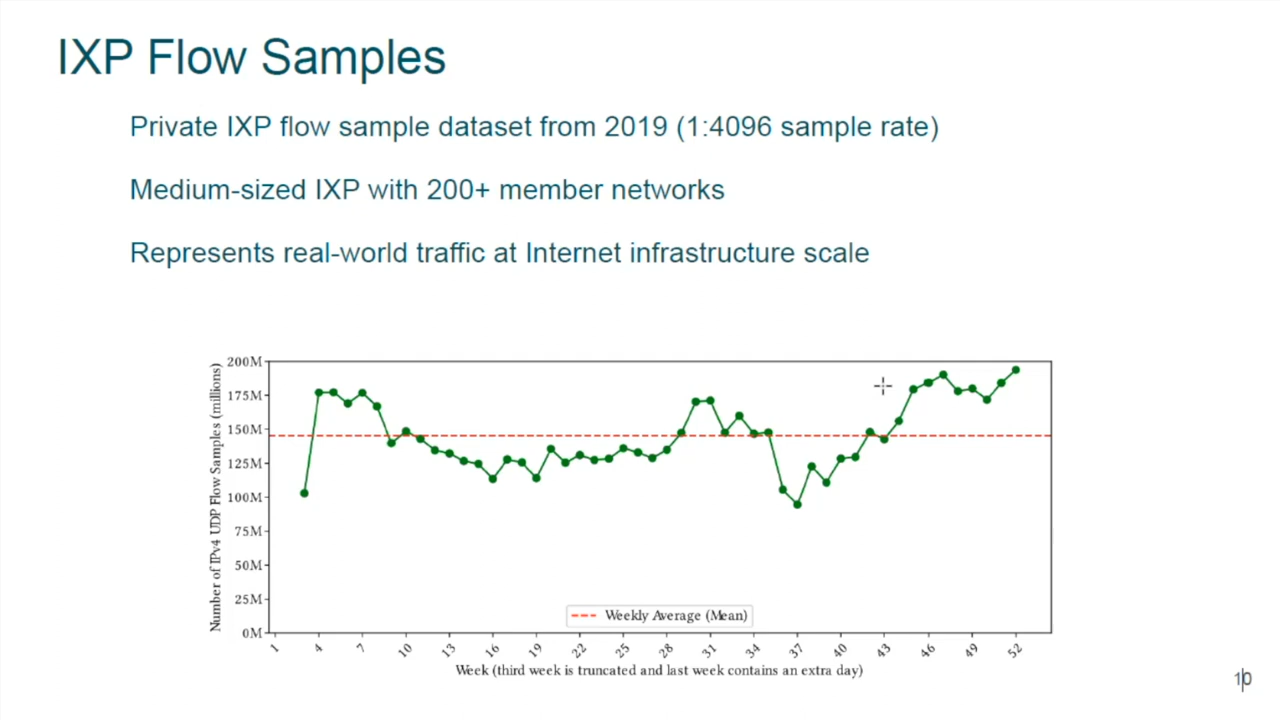 IXP Flow Samples
Private IXP flow sample dataset from 2019 (1:4096 sample rate)
Medium-sized IXP with 200+ member networks
Represents real-world traffic at Internet infrastructure scale
Number of IPv4 UDP Flow Samples (millions)
200M
175M
150M
125M
100M
75M
50M
25M
0M
Weekly Average (Mean)
1 4 7 10 13 16 19 22 25 28 31 34 37 40 43 46 49 52
Week (third week is truncated and last week contains an extra day)
10